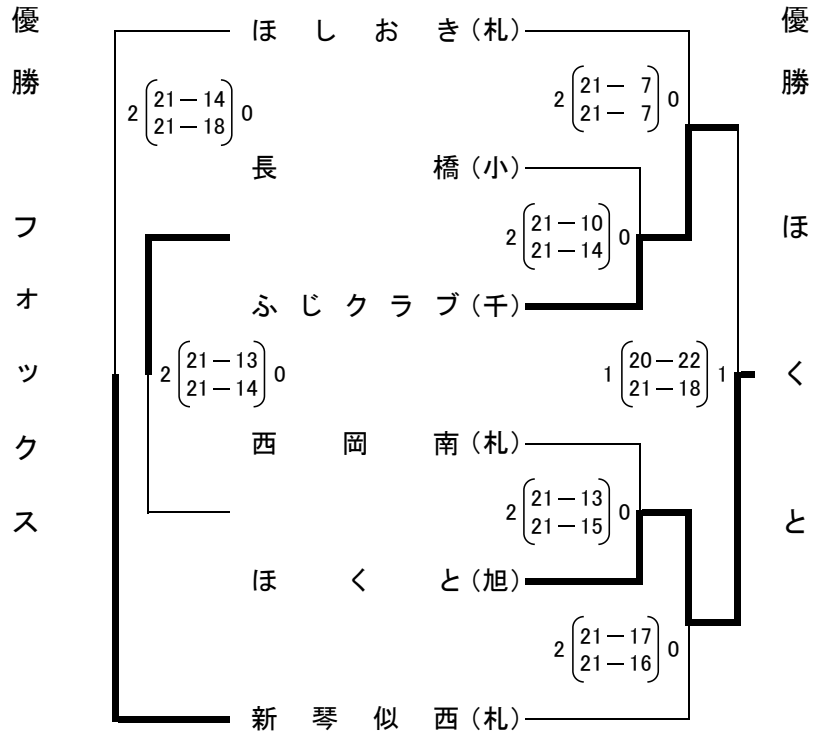 優勝 フォックス
優勝 ほくと
ほしおき(札)
2 21－14 0
21－18
2 21－ 7 0
21－ 7
長橋(小)
2 21－10 0
21－14
ふじクラブ(千)
2 21－13 0
21－14
1 20－22 1
21－18
西岡南(札)
2 21－13 0
21－15
ほくと(旭)
2 21－17 0
21－16
新琴似西(札)